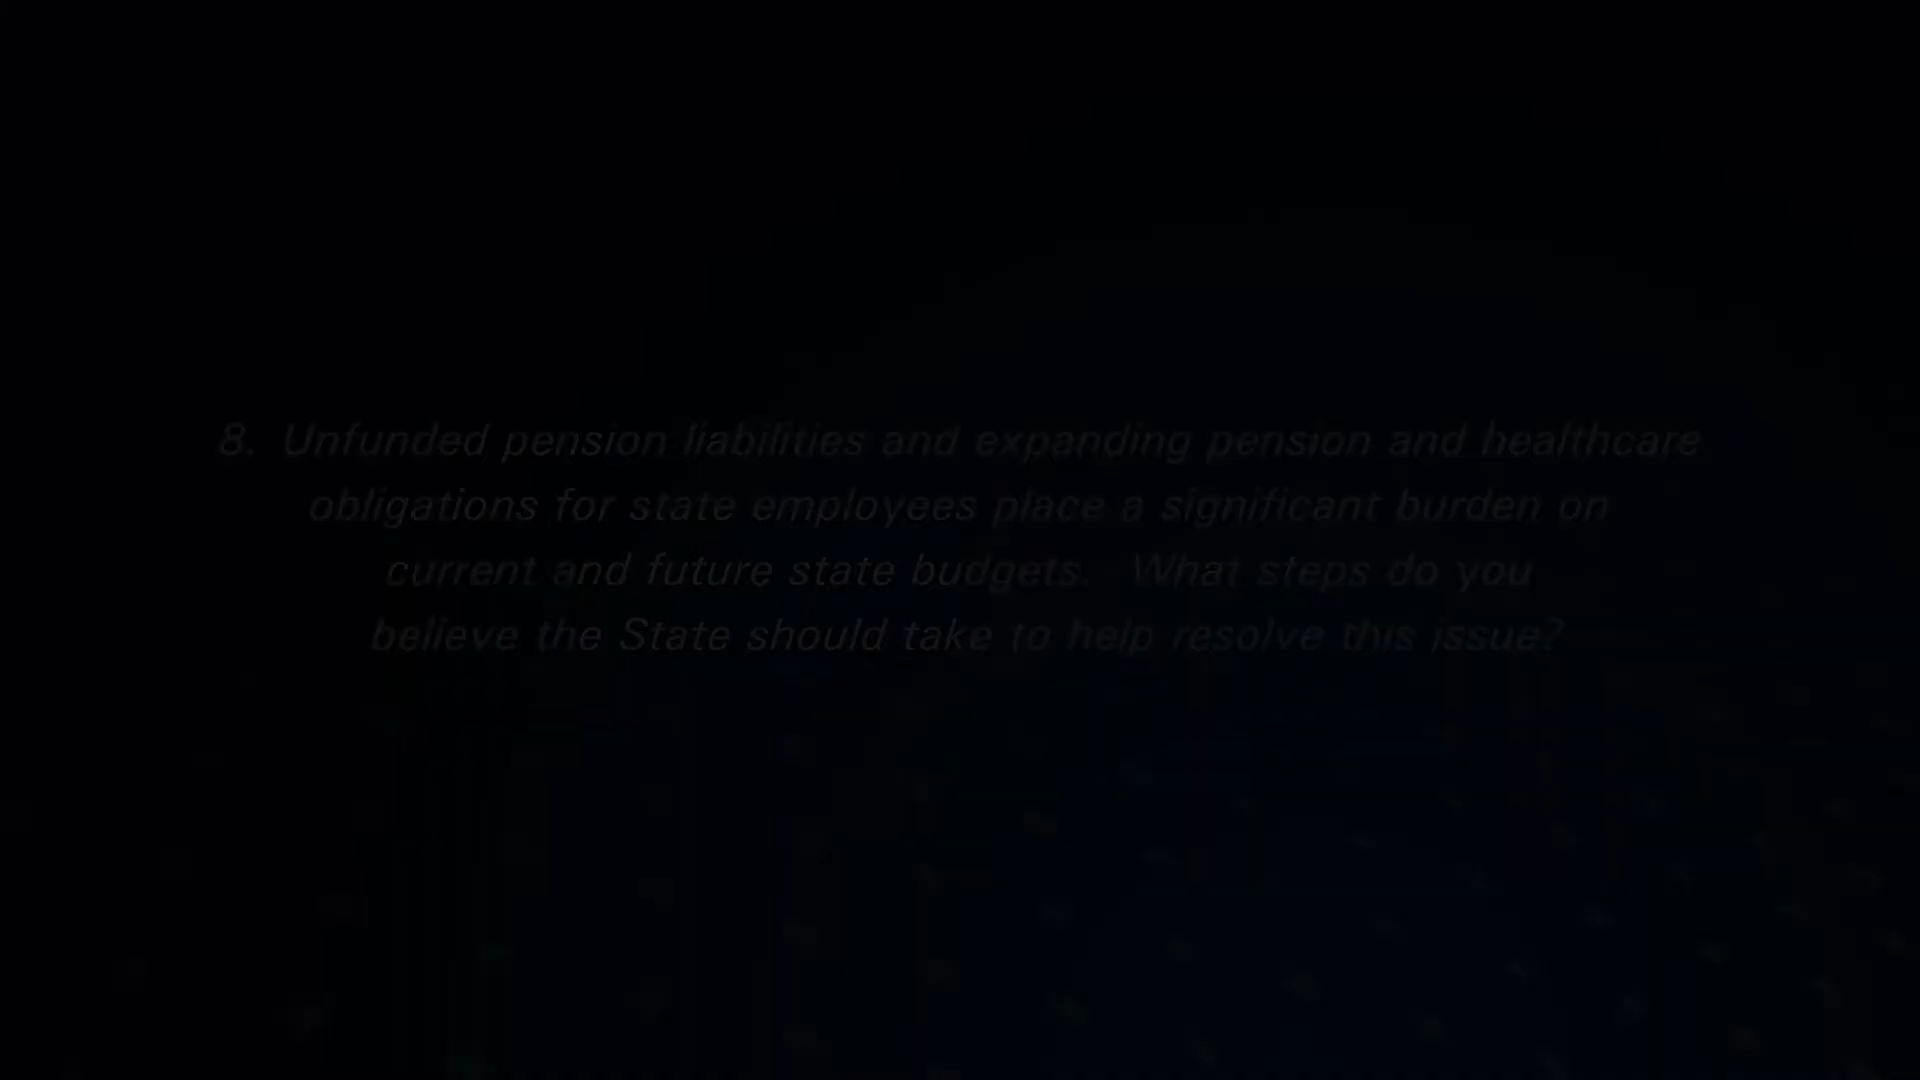 8. Unfunded pension liabilities and expanding pension and healthcare
obligations for state employees place a significant burden on
current and future state budgets. What steps do you
believe the State should take to help resolve this issue?